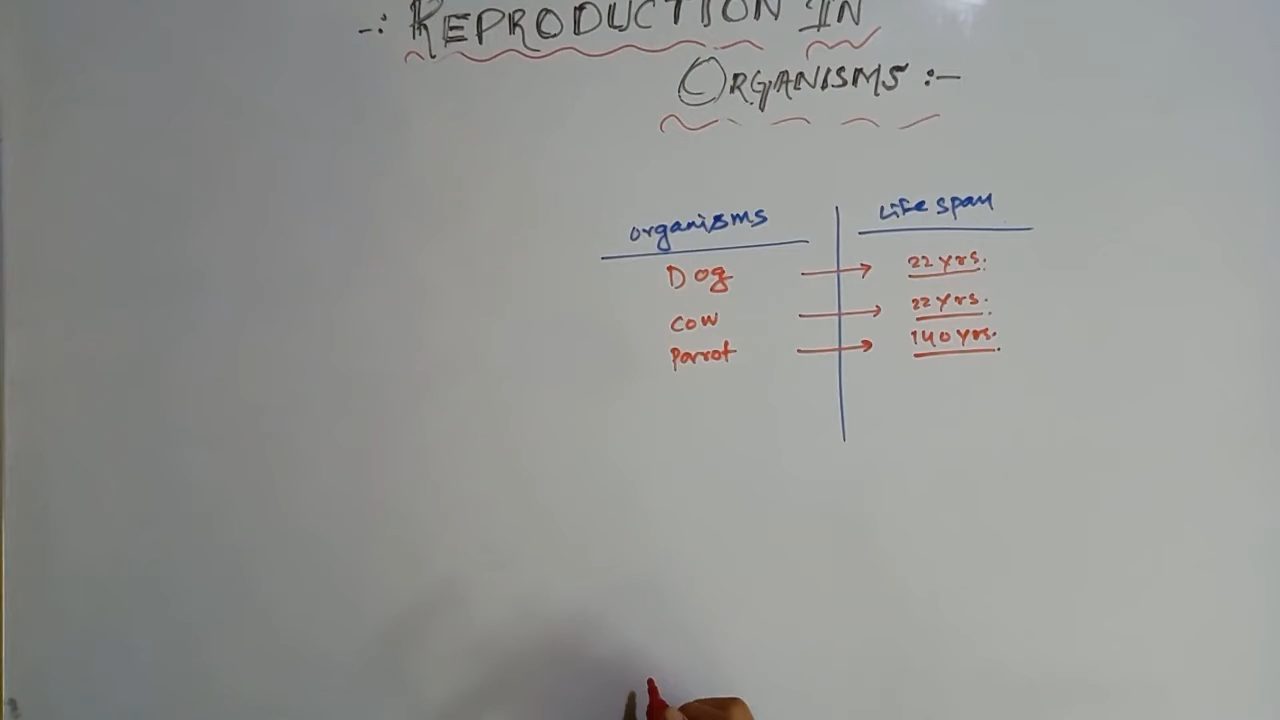 -: REPRODUCTION IN
ORGANISMS :-
organisms life span
Dog → 22 yrs.
cow → 22 yrs.
parrot → 140 yrs.